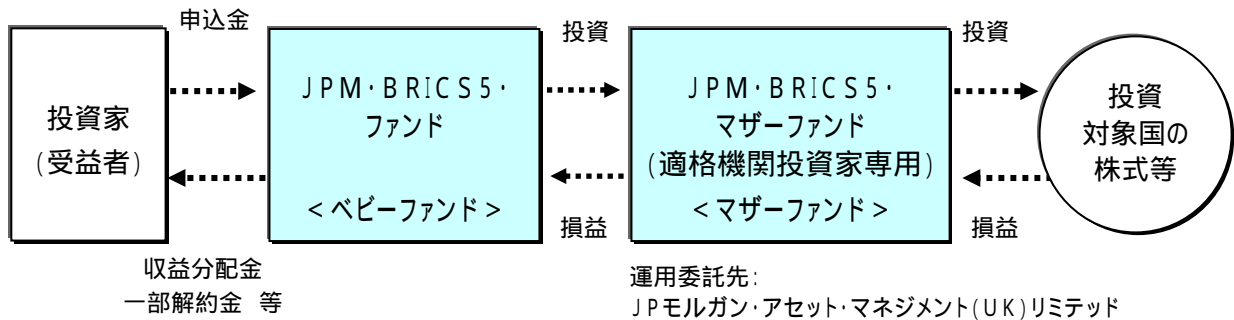 申込金
投資家
(受益者)
収益分配金
一部解約金 等
JPM・BRICS5・
ファンド
<ベビーファンド>
投資
損益
JPM・BRICS5・
マザーファンド
(適格機関投資家専用)
<マザーファンド>
運用委託先:
JPモルガン・アセット・マネジメント(UK)リミテッド
投資
損益
投資
対象国の
株式等